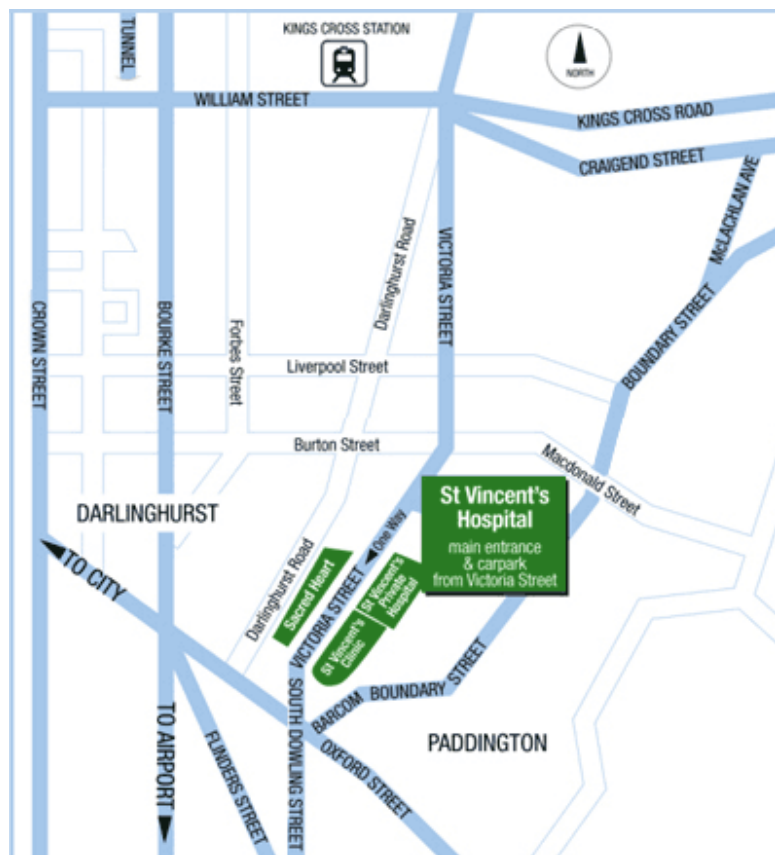 TUNNEL
KINGS CROSS STATION
NORTH
WILLIAM STREET
KINGS CROSS ROAD
CRAIGEND STREET
McLACHLAN AVE
VICTORIA STREET
Darlinghurst Road
BOUNDARY STREET
CROWN STREET
BOURKE STREET
Forbes Street
Liverpool Street
Burton Street
Macdonald Street
St Vincent's
Hospital
main entrance
& carpark
from Victoria Street
DARLINGHURST
One Way
TO CITY
Darlinghurst Road
Sacred Heart
VICTORIA STREET
St Vincent's
Private
Hospital
St Vincent's
Clinic
BARCOM
BOUNDARY STREET
SOUTH DOWLING STREET
TO AIRPORT
FLINDERS STREET
OXFORD STREET
PADDINGTON